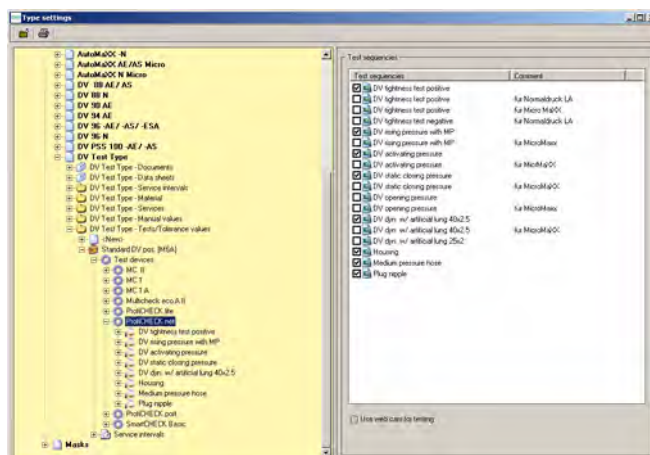 Type settings
AutoMaXX -N
AutoMaXX AE/AS Micro
AutoMaXX N Micro
DV 88 AE/ AS
DV 88 N
DV 90 AE
DV 94 AE
DV 96 -AE/ -AS/ -ESA
DV 96 N
DV PSS 100 -AE/ -AS
DV Test Type
DV Test Type - Documents
DV Test Type - Data sheets
DV Test Type - Service intervals
DV Test Type - Material
DV Test Type - Services
DV Test Type - Manual values
DV Test Type - Tests/Tolerance values
<New>
Standard DV pos. [MSA]
Test devices
MC II
MC T
MC T A
Multicheck eco A II
ProfiCHECK lite
ProfiCHECK net
DV tightness test positive
DV rising pressure with MP
DV activating pressure
DV static closing pressure
DV dyn. w/ artificial lung 40x2.5
Housing
Medium pressure hose
Plug nipple
ProfiCHECK port
SmartCHECK Basic
Service intervals
Masks
Test sequencies
Test sequencies Comment
DV tightness test positive
DV tightness test positive für Normaldruck LA
DV tightness test positive für Micro MaXX
DV tightness test negative für Normaldruck LA
DV rising pressure with MP
DV rising pressure with MP für MicroMaxx
DV activating pressure
DV activating pressure für MicrMaXX
DV static closing pressure
DV static closing pressure für MicroMaXX
DV opening pressure
DV opening pressure für MicroMaxx
DV dyn. w/ artificial lung 40x2.5
DV dyn. w/ artificial lung 40x2.5 für MicroMaXX
DV dyn. w/ artificial lung 25x2
Housing
Medium pressure hose
Plug nipple
Use web cam for testing